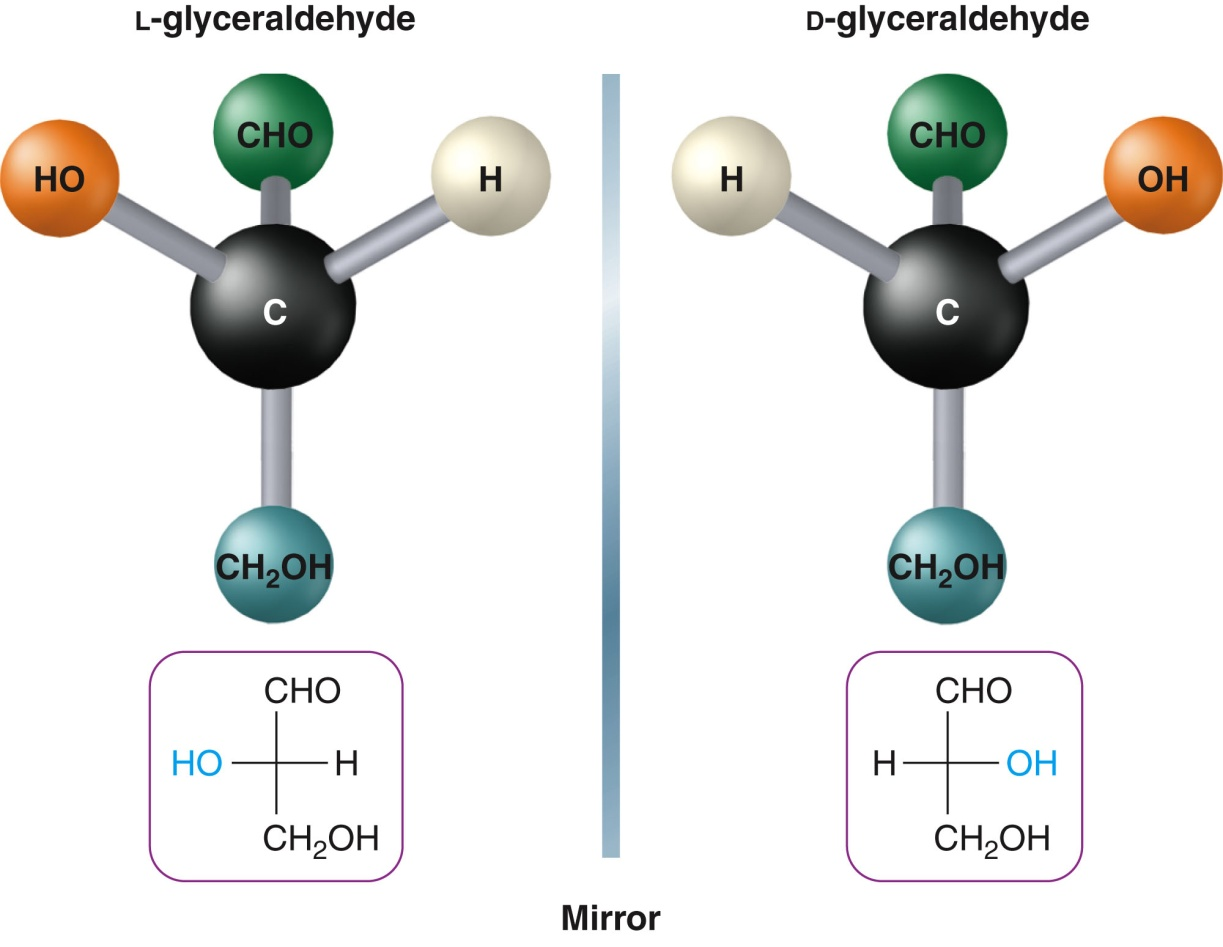 L-glyceraldehyde
D-glyceraldehyde
CHO
HO
H
C
CH₂OH
CHO
H
OH
C
CH₂OH
CHO
HO H
CH₂OH
CHO
H OH
CH₂OH
Mirror